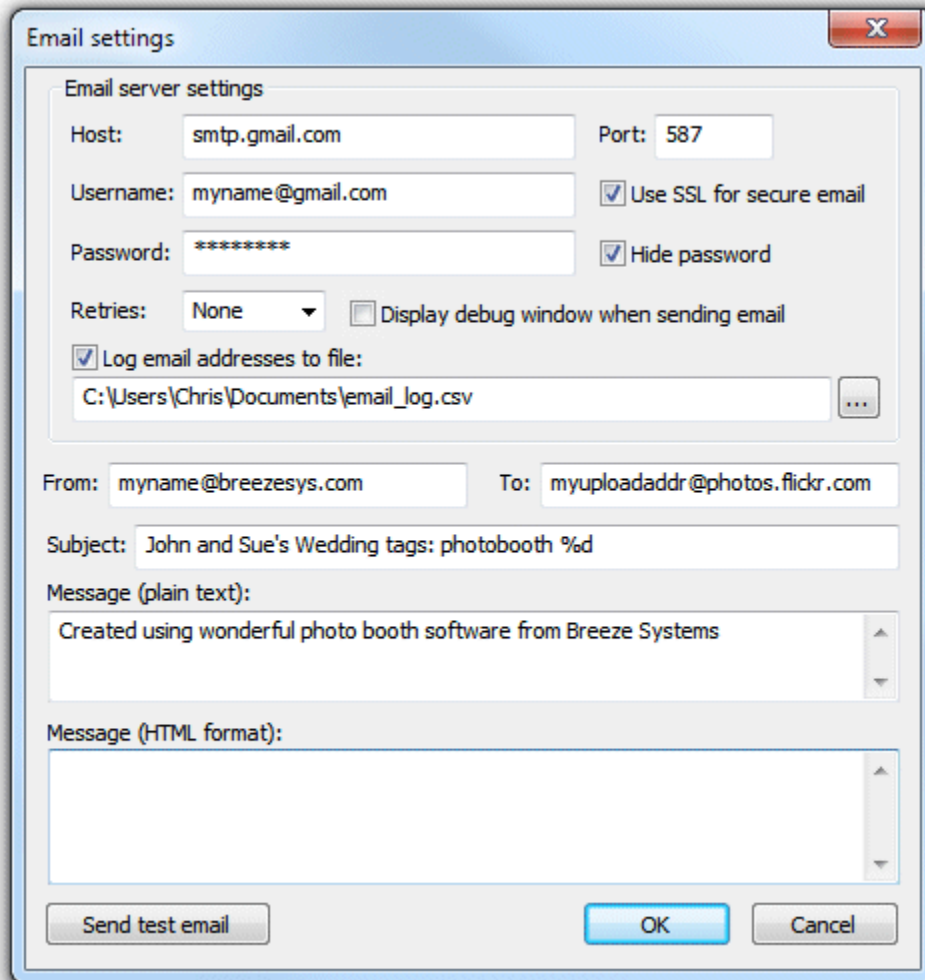 Email settings
Email server settings
Host: smtp.gmail.com Port: 587
Username: myname@gmail.com Use SSL for secure email
Password: ******** Hide password
Retries: None Display debug window when sending email
Log email addresses to file:
C:\Users\Chris\Documents\email_log.csv ...
From: myname@breezesys.com To: myuploadaddr@photos.flickr.com
Subject: John and Sue's Wedding tags: photobooth %d
Message (plain text):
Created using wonderful photo booth software from Breeze Systems
Message (HTML format):
Send test email OK Cancel